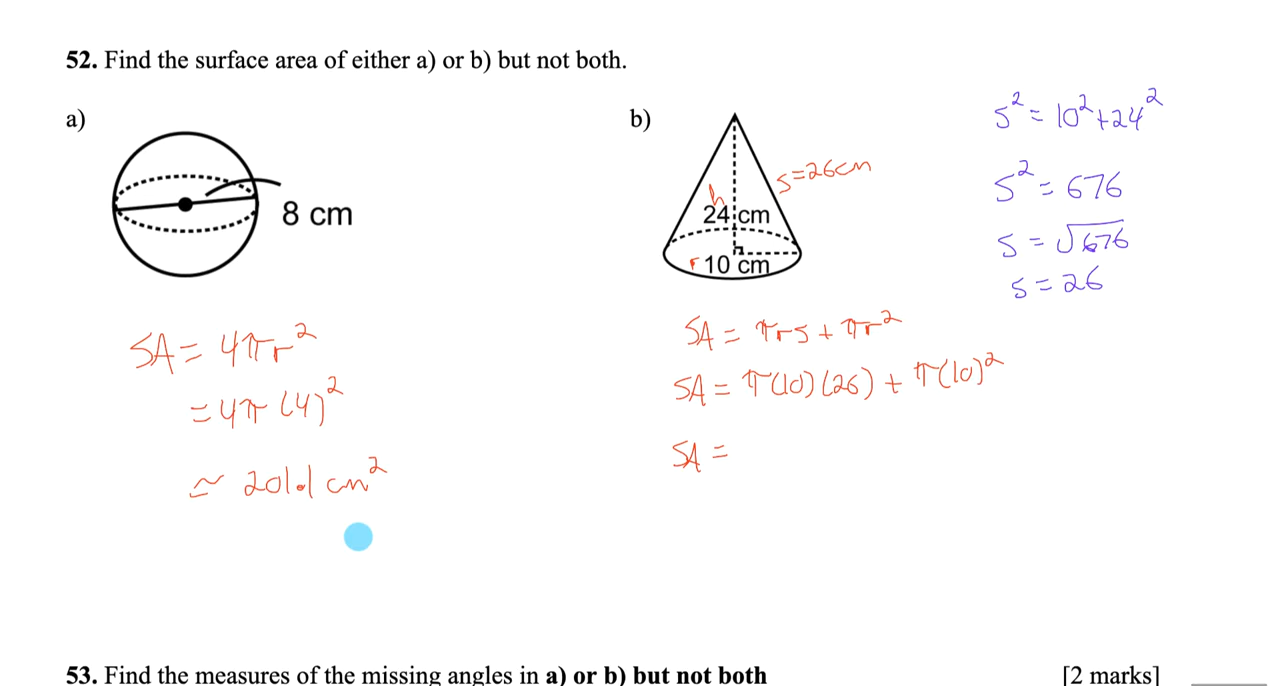 52. Find the surface area of either a) or b) but not both.
a)
8 cm
SA = 4πr²
= 4π (4)²
≃ 201.1 cm²
b)
h
24 cm
r 10 cm
s=26cm
s² = 10² + 24²
s² = 676
s = √676
s = 26
SA = πrs + πr²
SA = π(10)(26) + π(10)²
SA =
53. Find the measures of the missing angles in a) or b) but not both [2 marks]